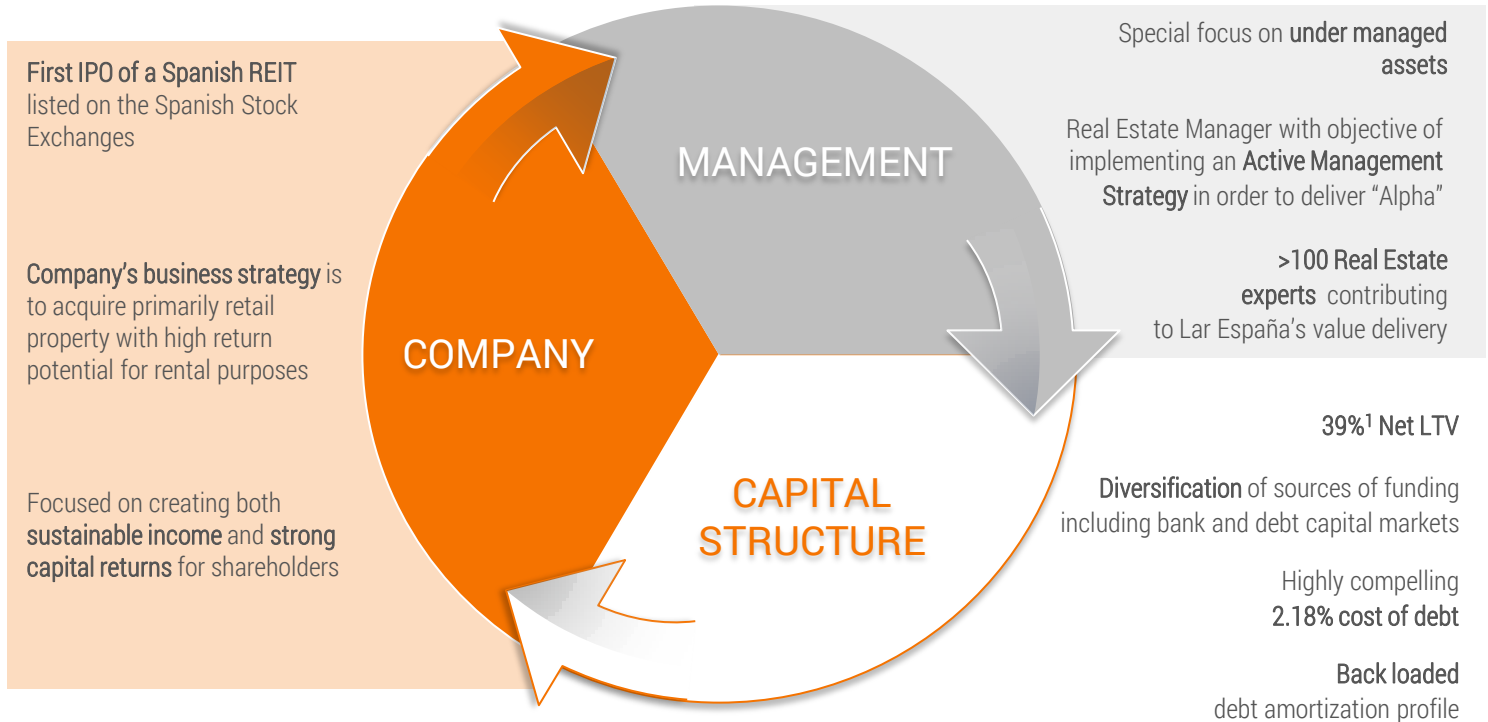 First IPO of a Spanish REIT
listed on the Spanish Stock
Exchanges
Company's business strategy is
to acquire primarily retail
property with high return
potential for rental purposes
Focused on creating both
sustainable income and strong
capital returns for shareholders
COMPANY
MANAGEMENT
CAPITAL
STRUCTURE
Special focus on under managed
assets
Real Estate Manager with objective of
implementing an Active Management
Strategy in order to deliver “Alpha”
>100 Real Estate
experts contributing
to Lar España's value delivery
39%¹ Net LTV
Diversification of sources of funding
including bank and debt capital markets
Highly compelling
2.18% cost of debt
Back loaded
debt amortization profile